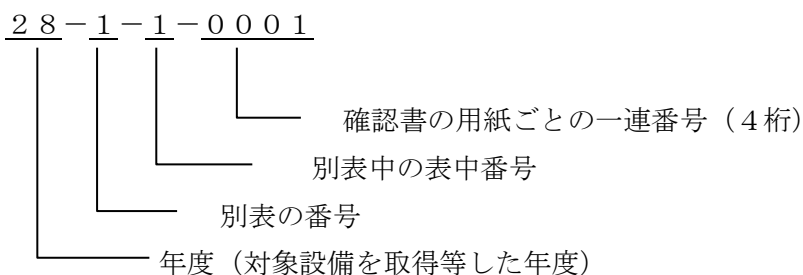 ２８－１－１－０００１
確認書の用紙ごとの一連番号（４桁）
別表中の表中番号
別表の番号
年度（対象設備を取得等した年度）